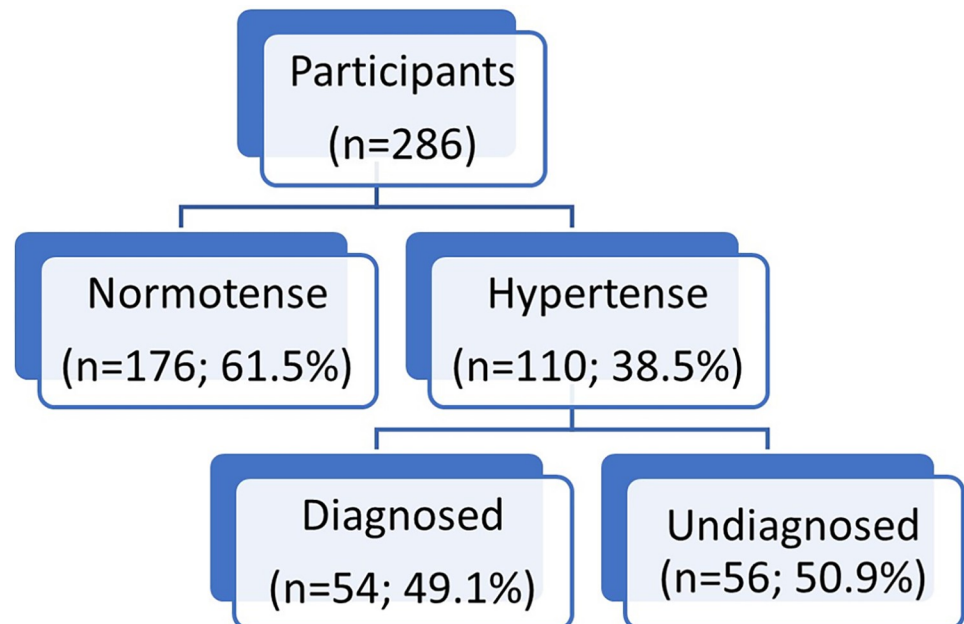 Participants
(n=286)
Normotense
(n=176; 61.5%)
Hypertense
(n=110; 38.5%)
Diagnosed
(n=54; 49.1%)
Undiagnosed
(n=56; 50.9%)